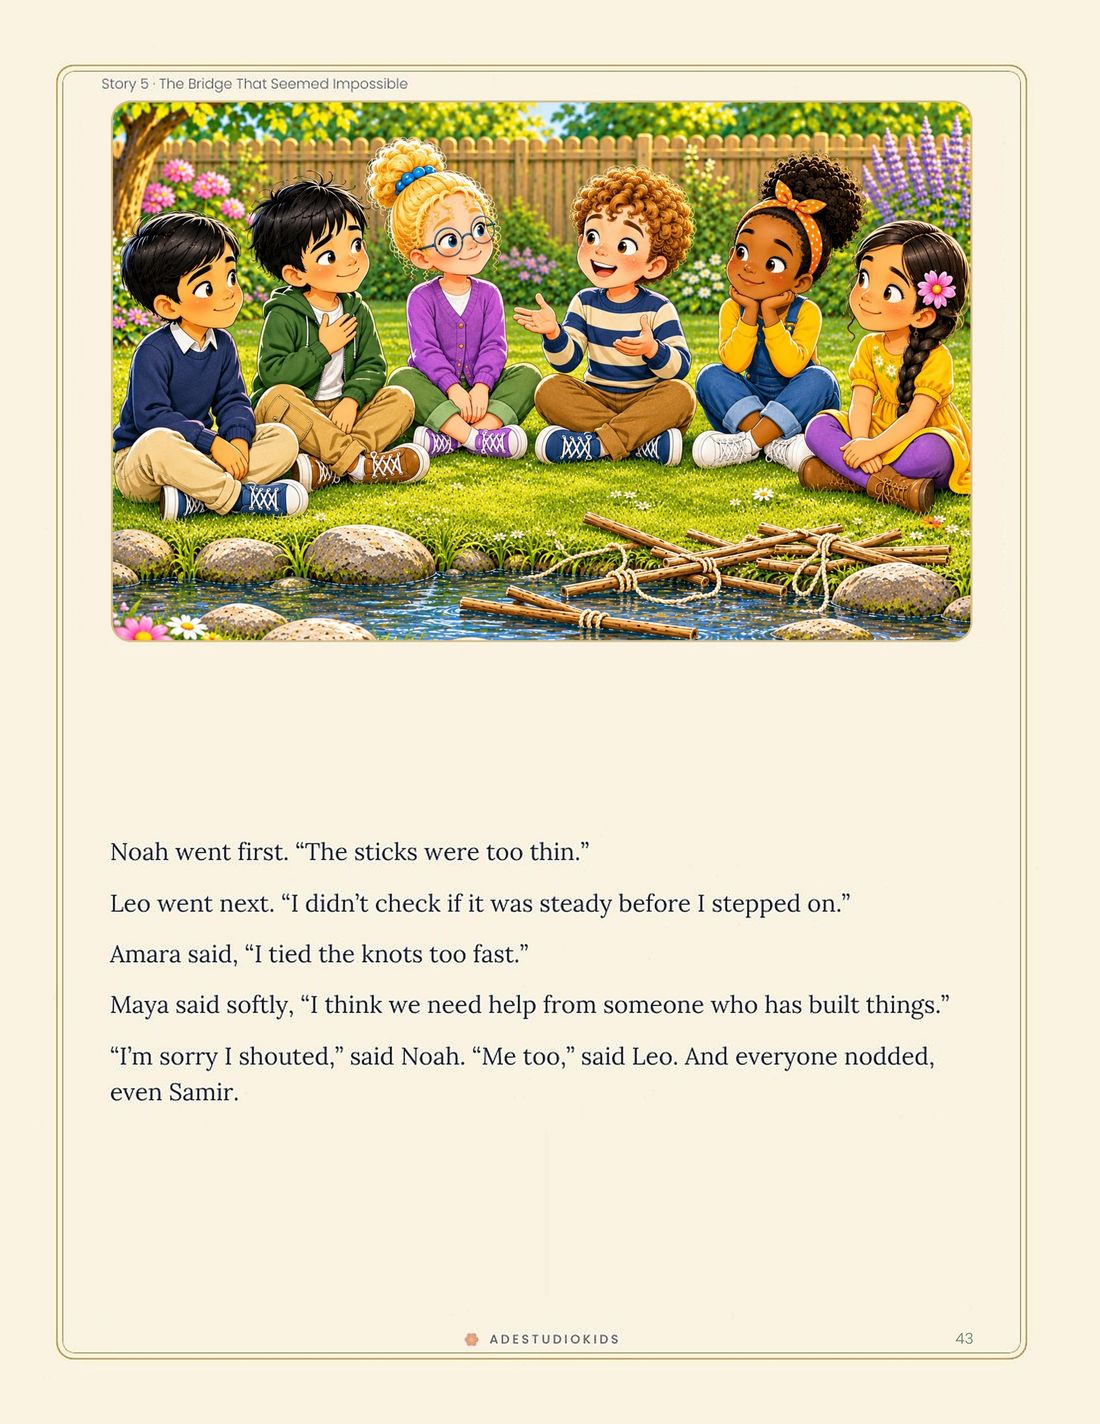 Story 5 · The Bridge That Seemed Impossible
Noah went first. “The sticks were too thin.”
Leo went next. “I didn’t check if it was steady before I stepped on.”
Amara said, “I tied the knots too fast.”
Maya said softly, “I think we need help from someone who has built things.”
“I’m sorry I shouted,” said Noah. “Me too,” said Leo. And everyone nodded,
even Samir.
ADESTUDIOKIDS
43